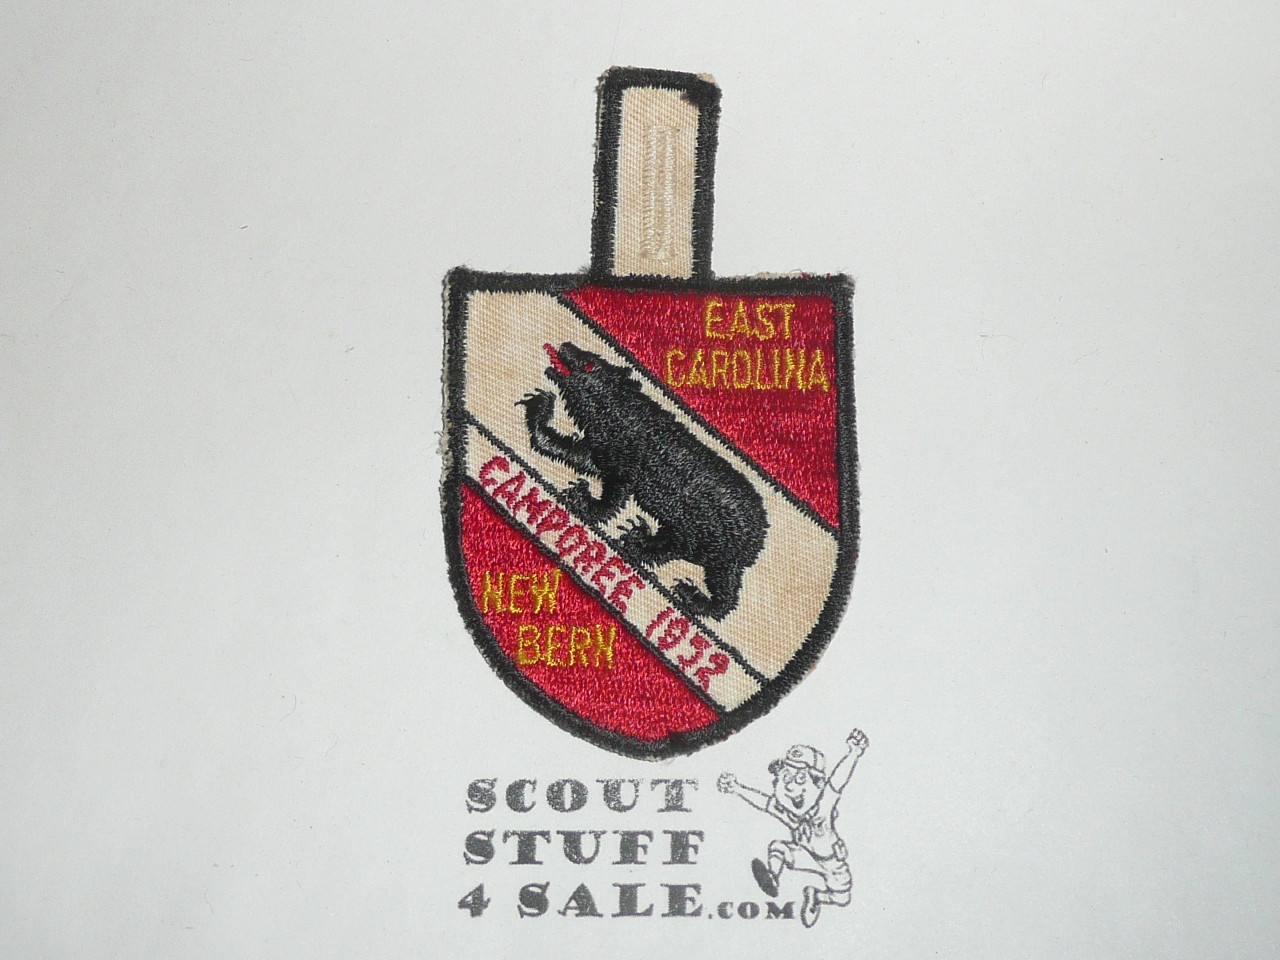 EAST
CAROLINA
CAMPOREE 1952
NEW
BERN
SCOUT
STUFF
4 SALE.COM